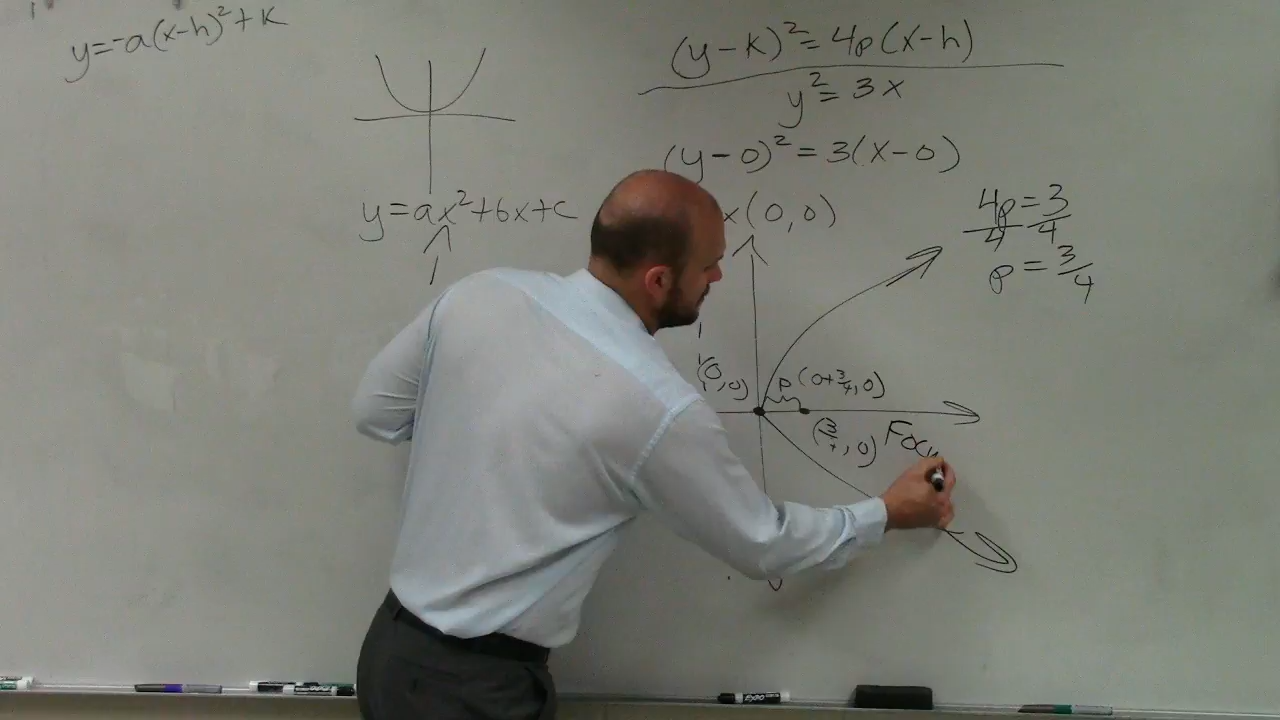 y=-a(x-h)²+k
(y-k)²=4p(x-h)
y²=3x
(y-0)²=3(x-0)
y=ax²+bx+c
x(0,0)
4p=3
4 4
p=3/4
(0,0)
p(0+3/4,0)
(3/4,0) Focu